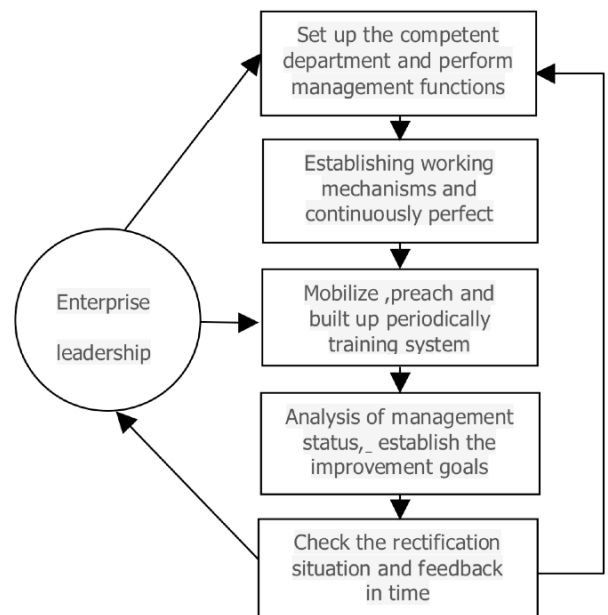 Set up the competent
department and perform
management functions
Establishing working
mechanisms and
continuously perfect
Enterprise
leadership
Mobilize ,preach and
built up periodically
training system
Analysis of management
status,_ establish the
improvement goals
Check the rectification
situation and feedback
in time